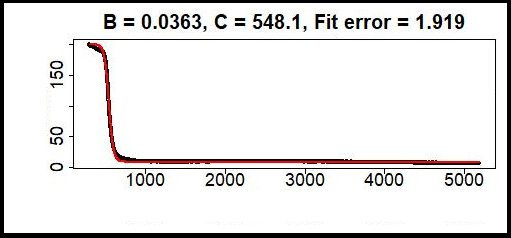 B = 0.0363, C = 548.1, Fit error = 1.919
150
50
0
1000 2000 3000 4000 5000